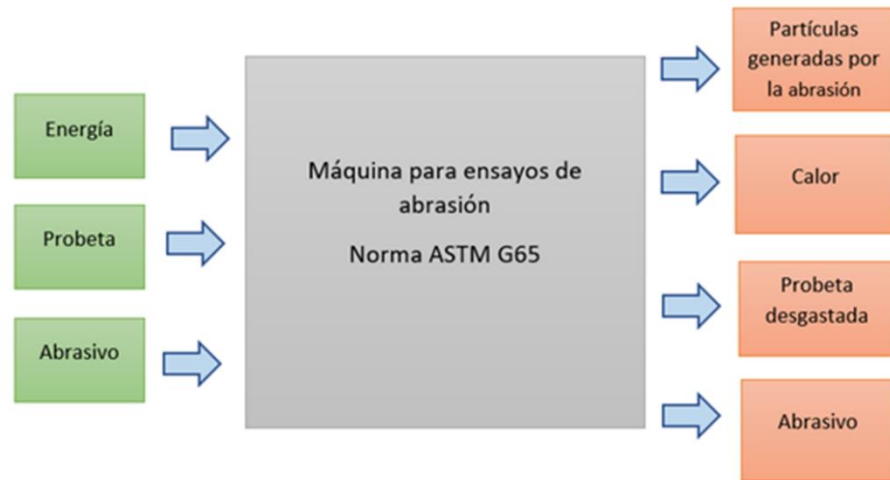 Energía
Probeta
Abrasivo
Máquina para ensayos de
abrasión
Norma ASTM G65
Partículas
generadas por
la abrasión
Calor
Probeta
desgastada
Abrasivo